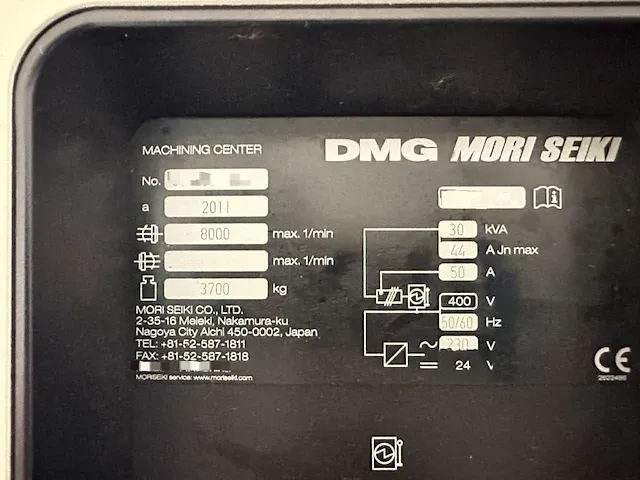 MACHINING CENTER
DMG MORI SEIKI
No.
a 2011
8000 max. 1/min
max. 1/min
3700 kg
MORI SEIKI CO., LTD.
2-35-16 Meieki, Nakamura-ku
Nagoya City Aichi 450-0002, Japan
TEL: +81-52-587-1811
FAX: +81-52-587-1818
MORISEIKI service: www.moriseiki.com
30 kVA
44 A Jn max
50 A
400 V
50/60 Hz
230 V
24 V
CE